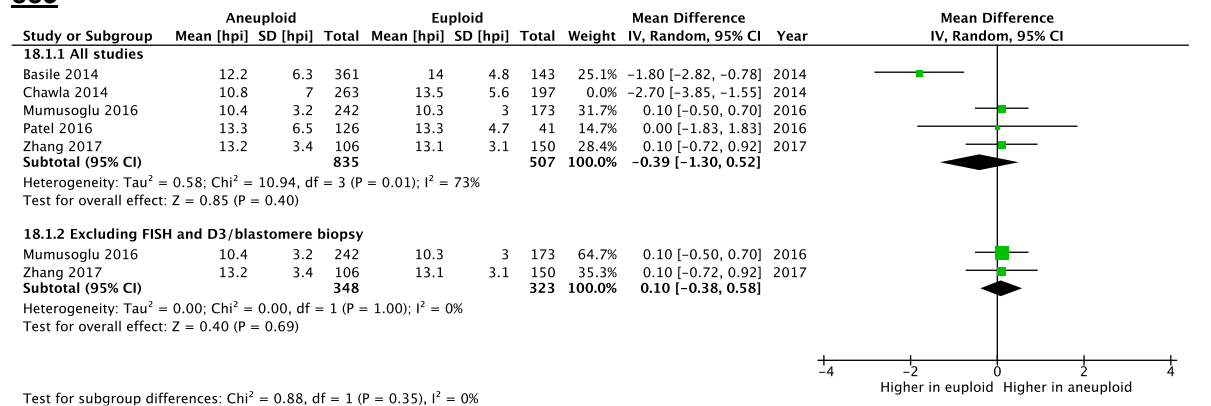 Aneuploid Euploid Mean Difference Mean Difference
Study or Subgroup Mean [hpi] SD [hpi] Total Mean [hpi] SD [hpi] Total Weight IV, Random, 95% CI Year IV, Random, 95% CI
18.1.1 All studies
Basile 2014 12.2 6.3 361 14 4.8 143 25.1% −1.80 [−2.82, −0.78] 2014
Chawla 2014 10.8 7 263 13.5 5.6 197 0.0% −2.70 [−3.85, −1.55] 2014
Mumusoglu 2016 10.4 3.2 242 10.3 3 173 31.7% 0.10 [−0.50, 0.70] 2016
Patel 2016 13.3 6.5 126 13.3 4.7 41 14.7% 0.00 [−1.83, 1.83] 2016
Zhang 2017 13.2 3.4 106 13.1 3.1 150 28.4% 0.10 [−0.72, 0.92] 2017
Subtotal (95% CI) 835 507 100.0% −0.39 [−1.30, 0.52]
Heterogeneity: Tau² = 0.58; Chi² = 10.94, df = 3 (P = 0.01); I² = 73%
Test for overall effect: Z = 0.85 (P = 0.40)
18.1.2 Excluding FISH and D3/blastomere biopsy
Mumusoglu 2016 10.4 3.2 242 10.3 3 173 64.7% 0.10 [−0.50, 0.70] 2016
Zhang 2017 13.2 3.4 106 13.1 3.1 150 35.3% 0.10 [−0.72, 0.92] 2017
Subtotal (95% CI) 348 323 100.0% 0.10 [−0.38, 0.58]
Heterogeneity: Tau² = 0.00; Chi² = 0.00, df = 1 (P = 1.00); I² = 0%
Test for overall effect: Z = 0.40 (P = 0.69)
−4 −2 0 2 4
Higher in euploid Higher in aneuploid
Test for subgroup differences: Chi² = 0.88, df = 1 (P = 0.35), I² = 0%